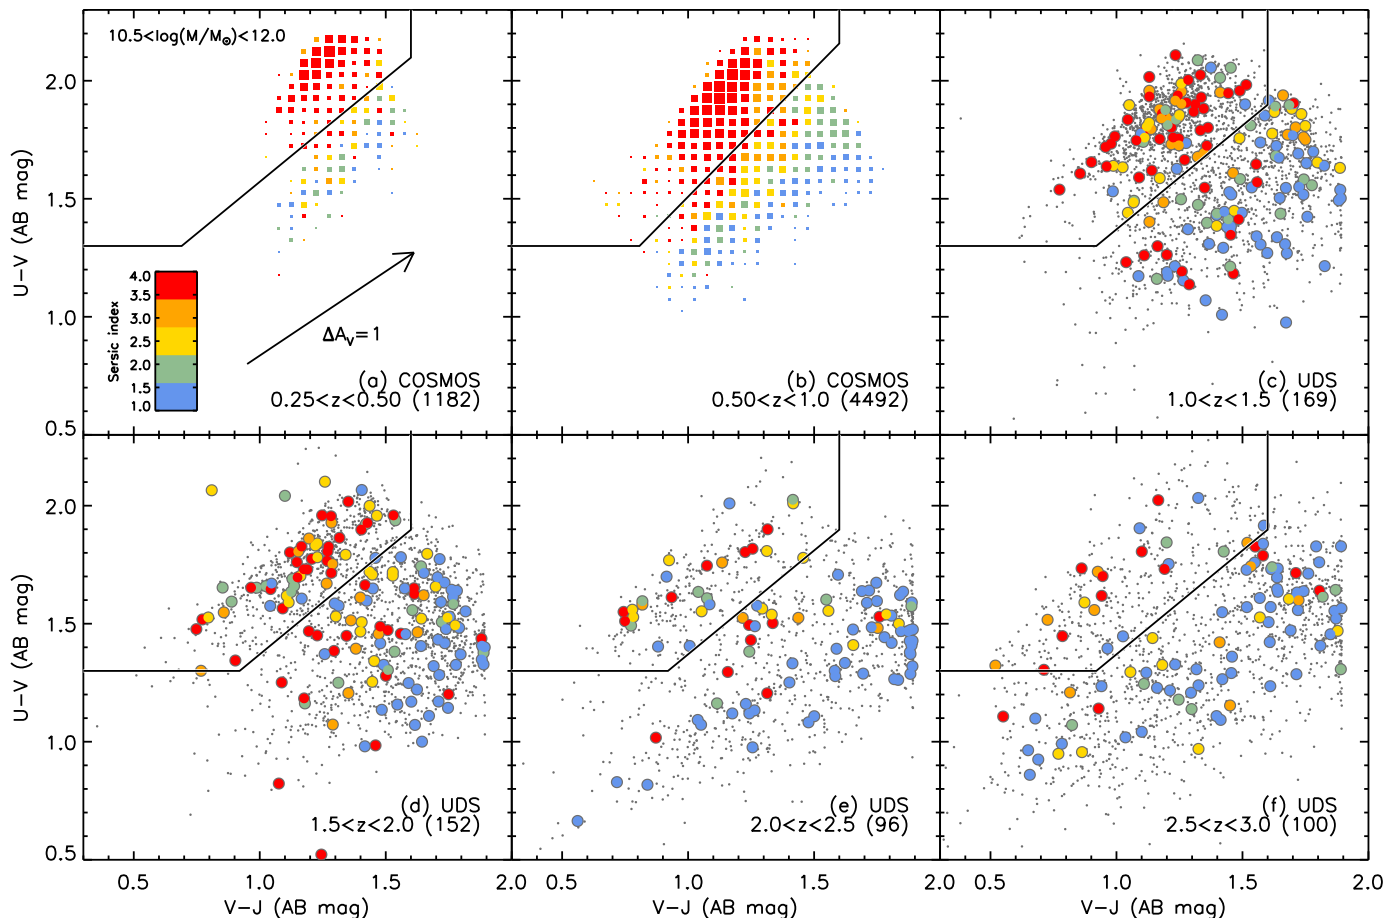 10.5<log(M/M⊙)<12.0
2.0
1.5
1.0
0.5
U−V (AB mag)
4.0
3.5
3.0
2.5
2.0
1.5
1.0
Sersic index
ΔAv=1
(a) COSMOS
0.25<z<0.50 (1182)
(b) COSMOS
0.50<z<1.0 (4492)
(c) UDS
1.0<z<1.5 (169)
2.0
1.5
1.0
0.5
U−V (AB mag)
(d) UDS
1.5<z<2.0 (152)
(e) UDS
2.0<z<2.5 (96)
(f) UDS
2.5<z<3.0 (100)
0.5 1.0 1.5 2.0 1.0 1.5 0.5 1.0 1.5 2.0
V−J (AB mag) V−J (AB mag) V−J (AB mag)